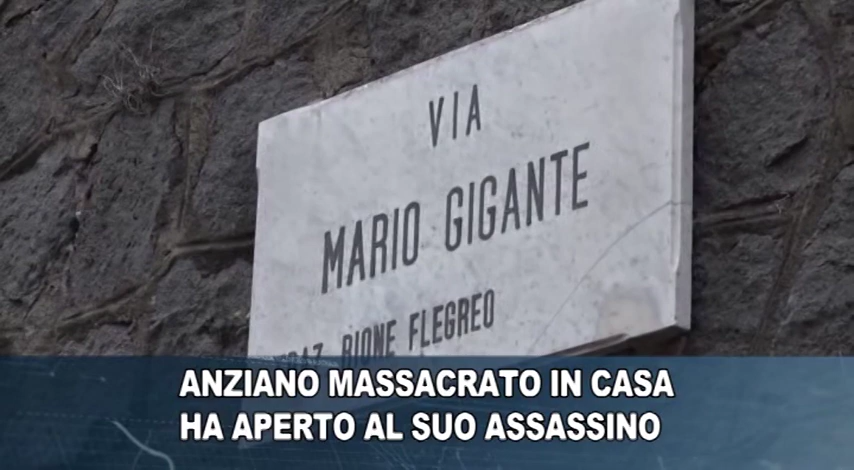 VIA
MARIO GIGANTE
RIONE FLEGREO
ANZIANO MASSACRATO IN CASA
HA APERTO AL SUO ASSASSINO